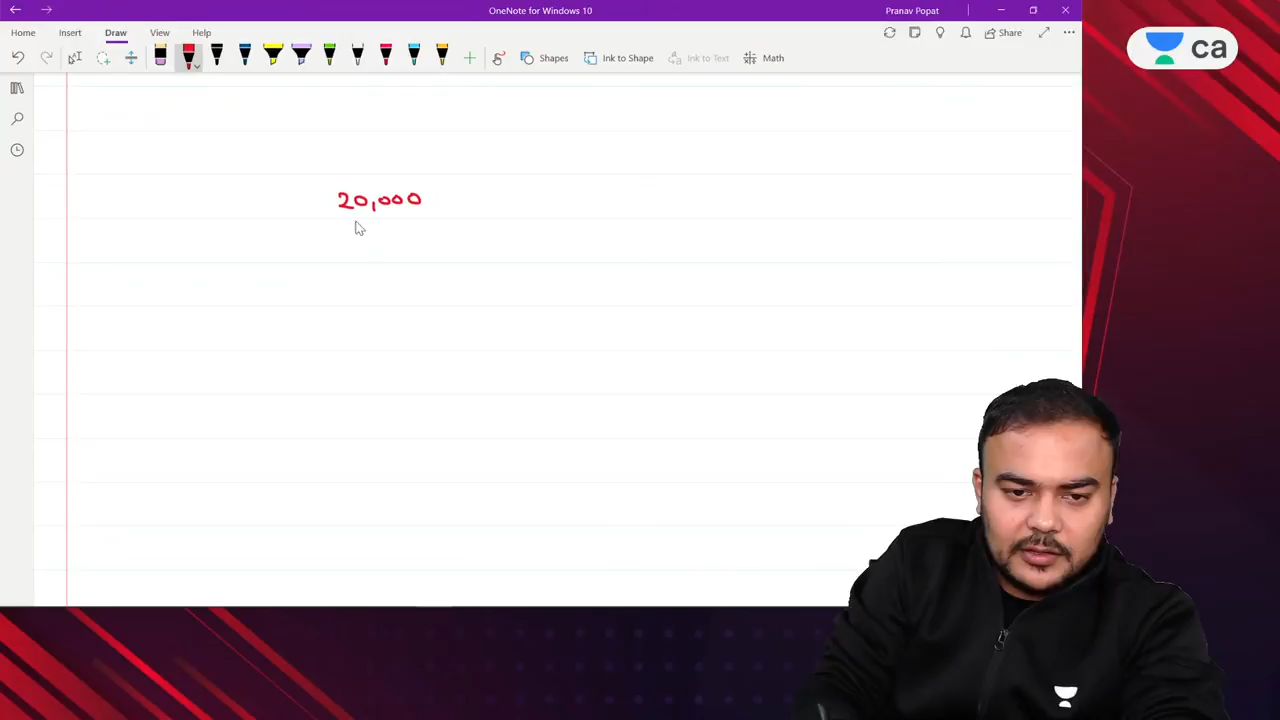 OneNote for Windows 10
Pranav Popat
Home Insert Draw View Help
Share
Shapes Ink to Shape Ink to Text Math
ca
20,000